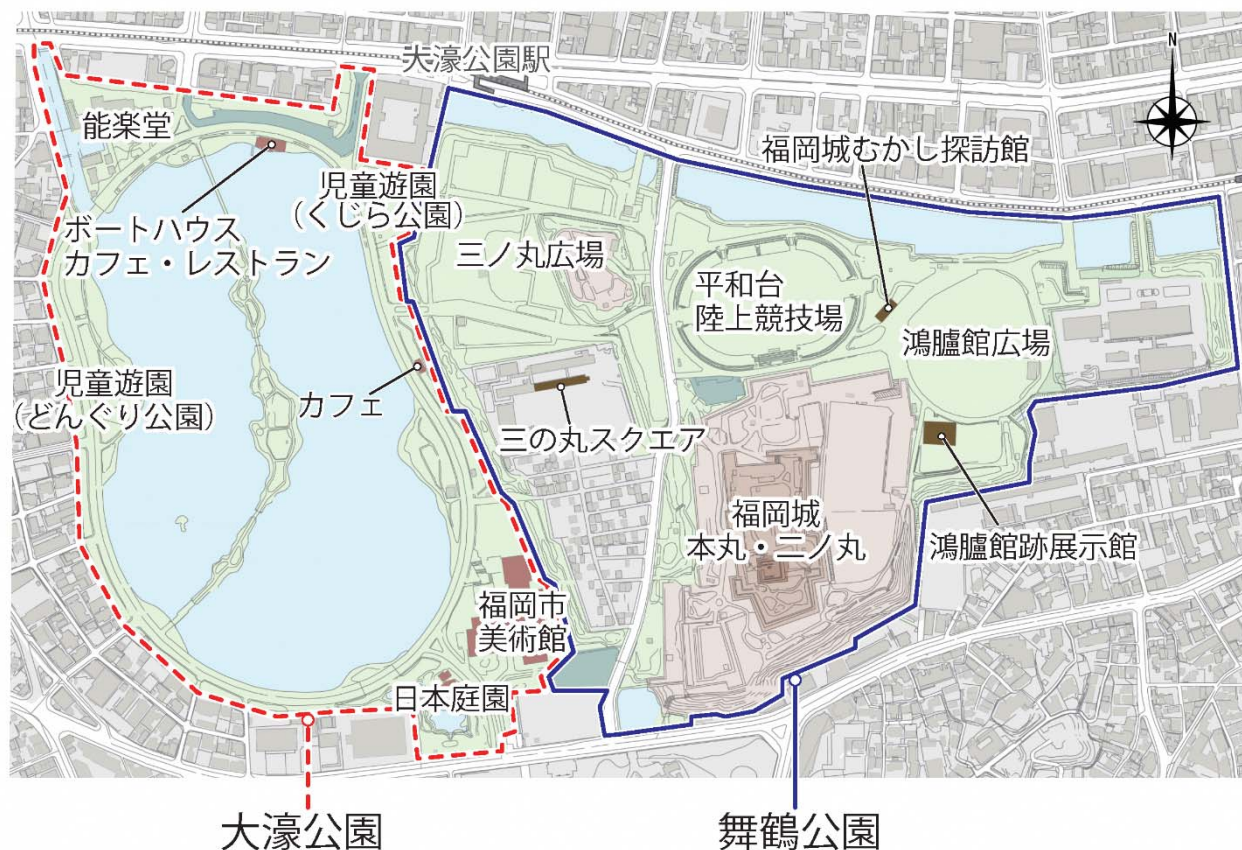 大濠公園駅
N
能楽堂
福岡城むかし探訪館
児童遊園
(くじら公園)
ボートハウス
カフェ・レストラン
三ノ丸広場
平和台
陸上競技場
鴻臚館広場
児童遊園
(どんぐり公園)
カフェ
三の丸スクエア
福岡城
本丸・二ノ丸
鴻臚館跡展示館
福岡市
美術館
日本庭園
大濠公園
舞鶴公園